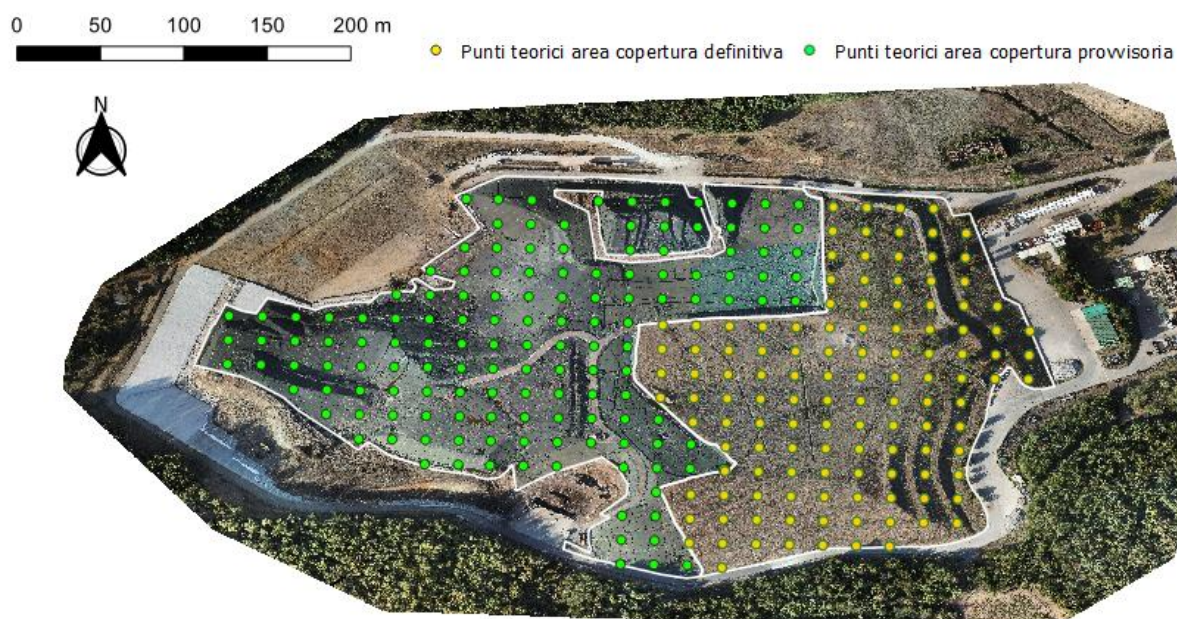 0 50 100 150 200 m
Punti teorici area copertura definitiva Punti teorici area copertura provvisoria
N